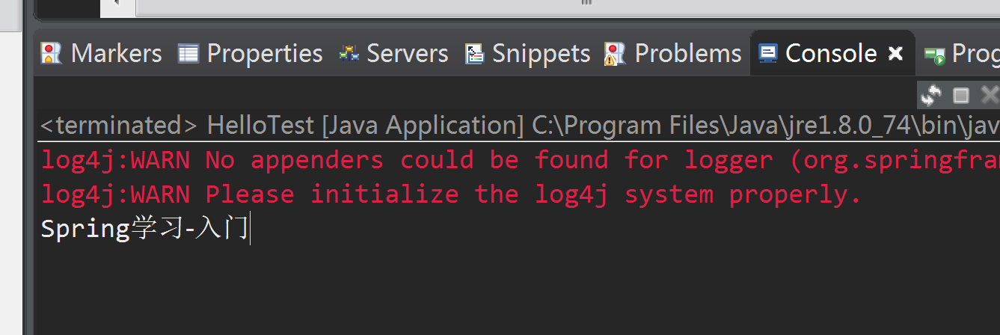 Markers Properties Servers Snippets Problems Console
<terminated> HelloTest [Java Application] C:\Program Files\Java\jre1.8.0_74\bin\jav
log4j:WARN No appenders could be found for logger (org.springfra
log4j:WARN Please initialize the log4j system properly.
Spring学习-入门